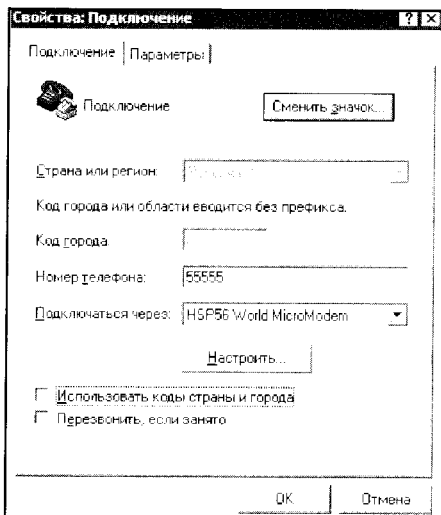 Свойства: Подключение
Подключение Параметры
Подключение Сменить значок...
Страна или регион:
Код города или области вводится без префикса.
Код города:
Номер телефона: 55555
Подключаться через: HSP56 World MicroModem
Настроить...
Использовать коды страны и города
Перезвонить, если занято
OK Отмена